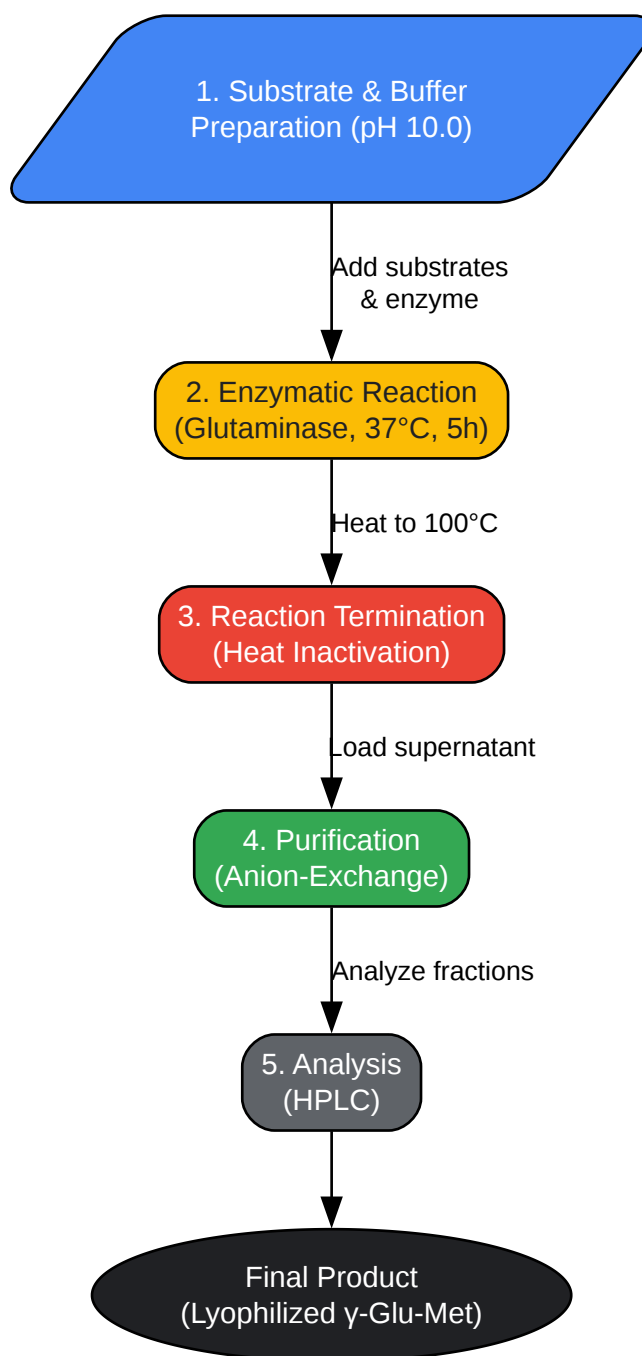 1. Substrate & Buffer
Preparation (pH 10.0)
Add substrates
& enzyme
2. Enzymatic Reaction
(Glutaminase, 37°C, 5h)
Heat to 100°C
3. Reaction Termination
(Heat Inactivation)
Load supernatant
4. Purification
(Anion-Exchange)
Analyze fractions
5. Analysis
(HPLC)
Final Product
(Lyophilized γ-Glu-Met)